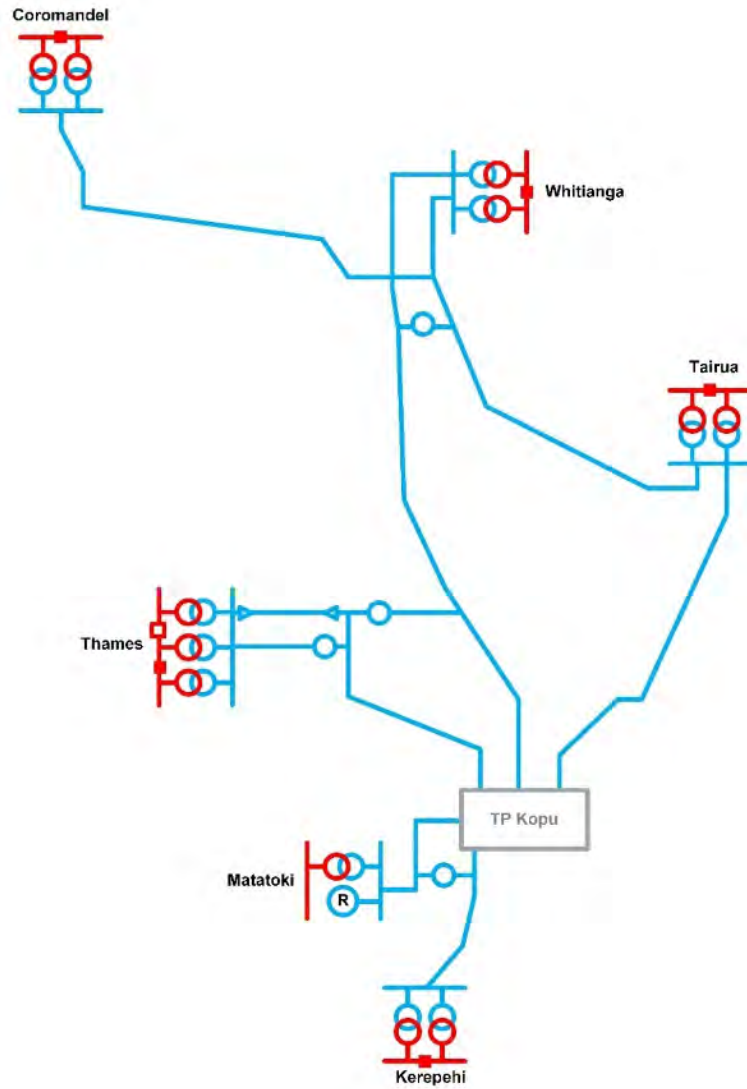 Coromandel
Whitianga
Tairua
Thames
TP Kopu
Matatoki
R
Kerepehi